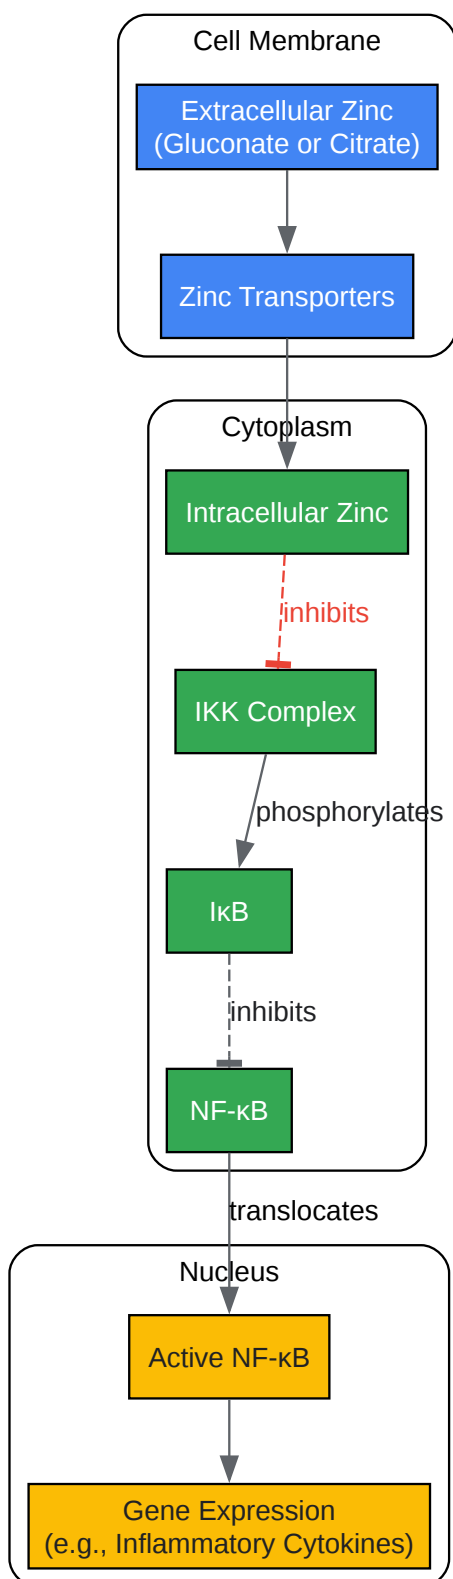 Cell Membrane
Extracellular Zinc
(Gluconate or Citrate)
Zinc Transporters
Cytoplasm
Intracellular Zinc
inhibits
IKK Complex
phosphorylates
IκB
inhibits
NF-κB
translocates
Nucleus
Active NF-κB
Gene Expression
(e.g., Inflammatory Cytokines)